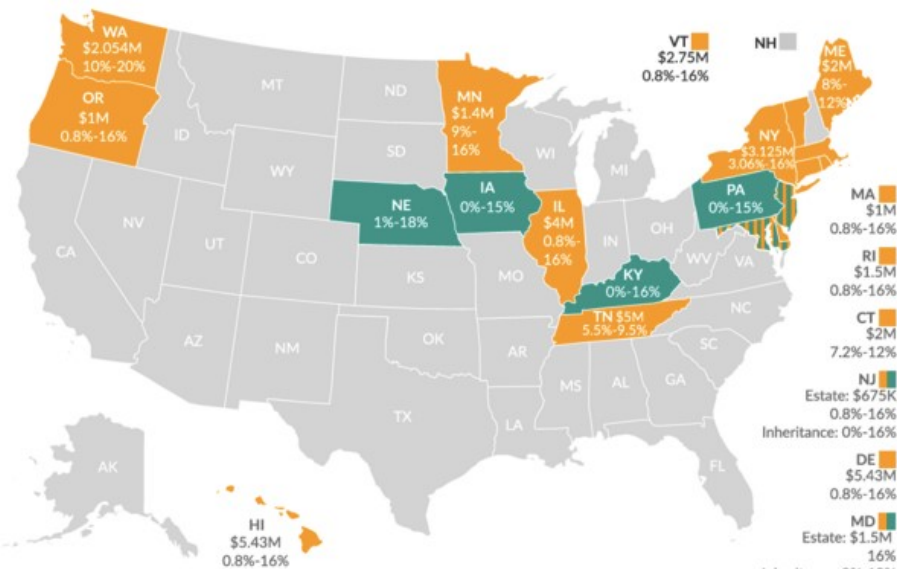 WA
$2.054M
10%-20%
OR
$1M
0.8%-16%
MT
ID
WY
NV
CA
UT
AZ
CO
NM
ND
SD
NE
1%-18%
KS
OK
TX
MN
$1.4M
9%-
16%
IA
0%-15%
MO
AR
LA
WI
IL
$4M
0.8%-
16%
MI
IN
OH
KY
0%-16%
TN $5M
5.5%-9.5%
MS
AL
GA
FL
SC
NC
VA
WV
PA
0%-15%
NY
$3.125M
3.06%-16%
VT
$2.75M
0.8%-16%
NH
ME
$2M
8%-
12%
MA
$1M
0.8%-16%
RI
$1.5M
0.8%-16%
CT
$2M
7.2%-12%
NJ
Estate: $675K
0.8%-16%
Inheritance: 0%-16%
DE
$5.43M
0.8%-16%
MD
Estate: $1.5M
16%
AK
HI
$5.43M
0.8%-16%